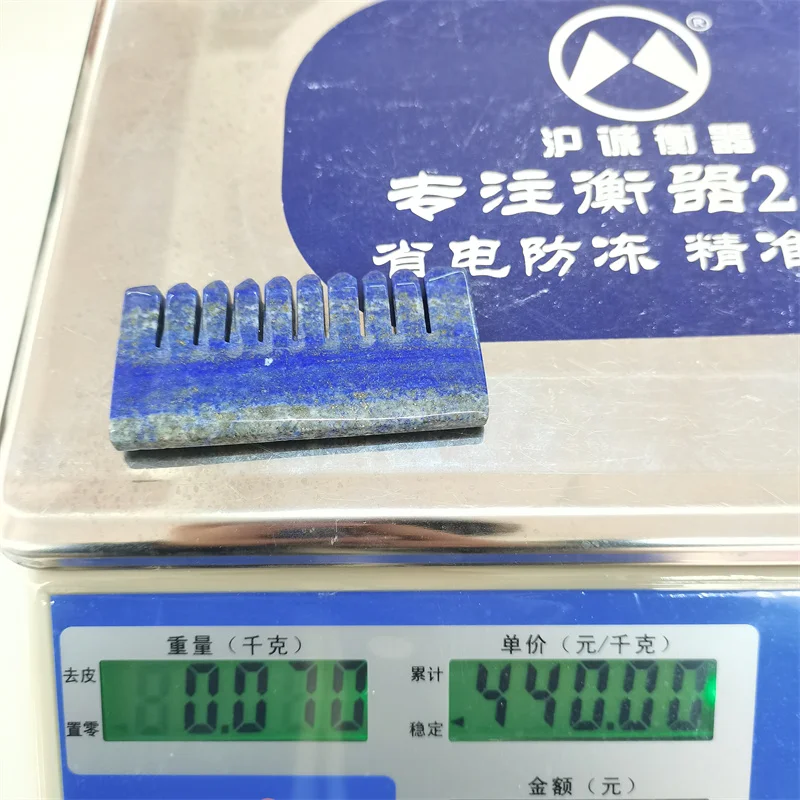 ®
沪诚衡器
专注衡器2
省电防冻 精准
重量（千克） 单价（元/千克）
去皮 0.070 累计 440.00
置零 稳定
金额（元）